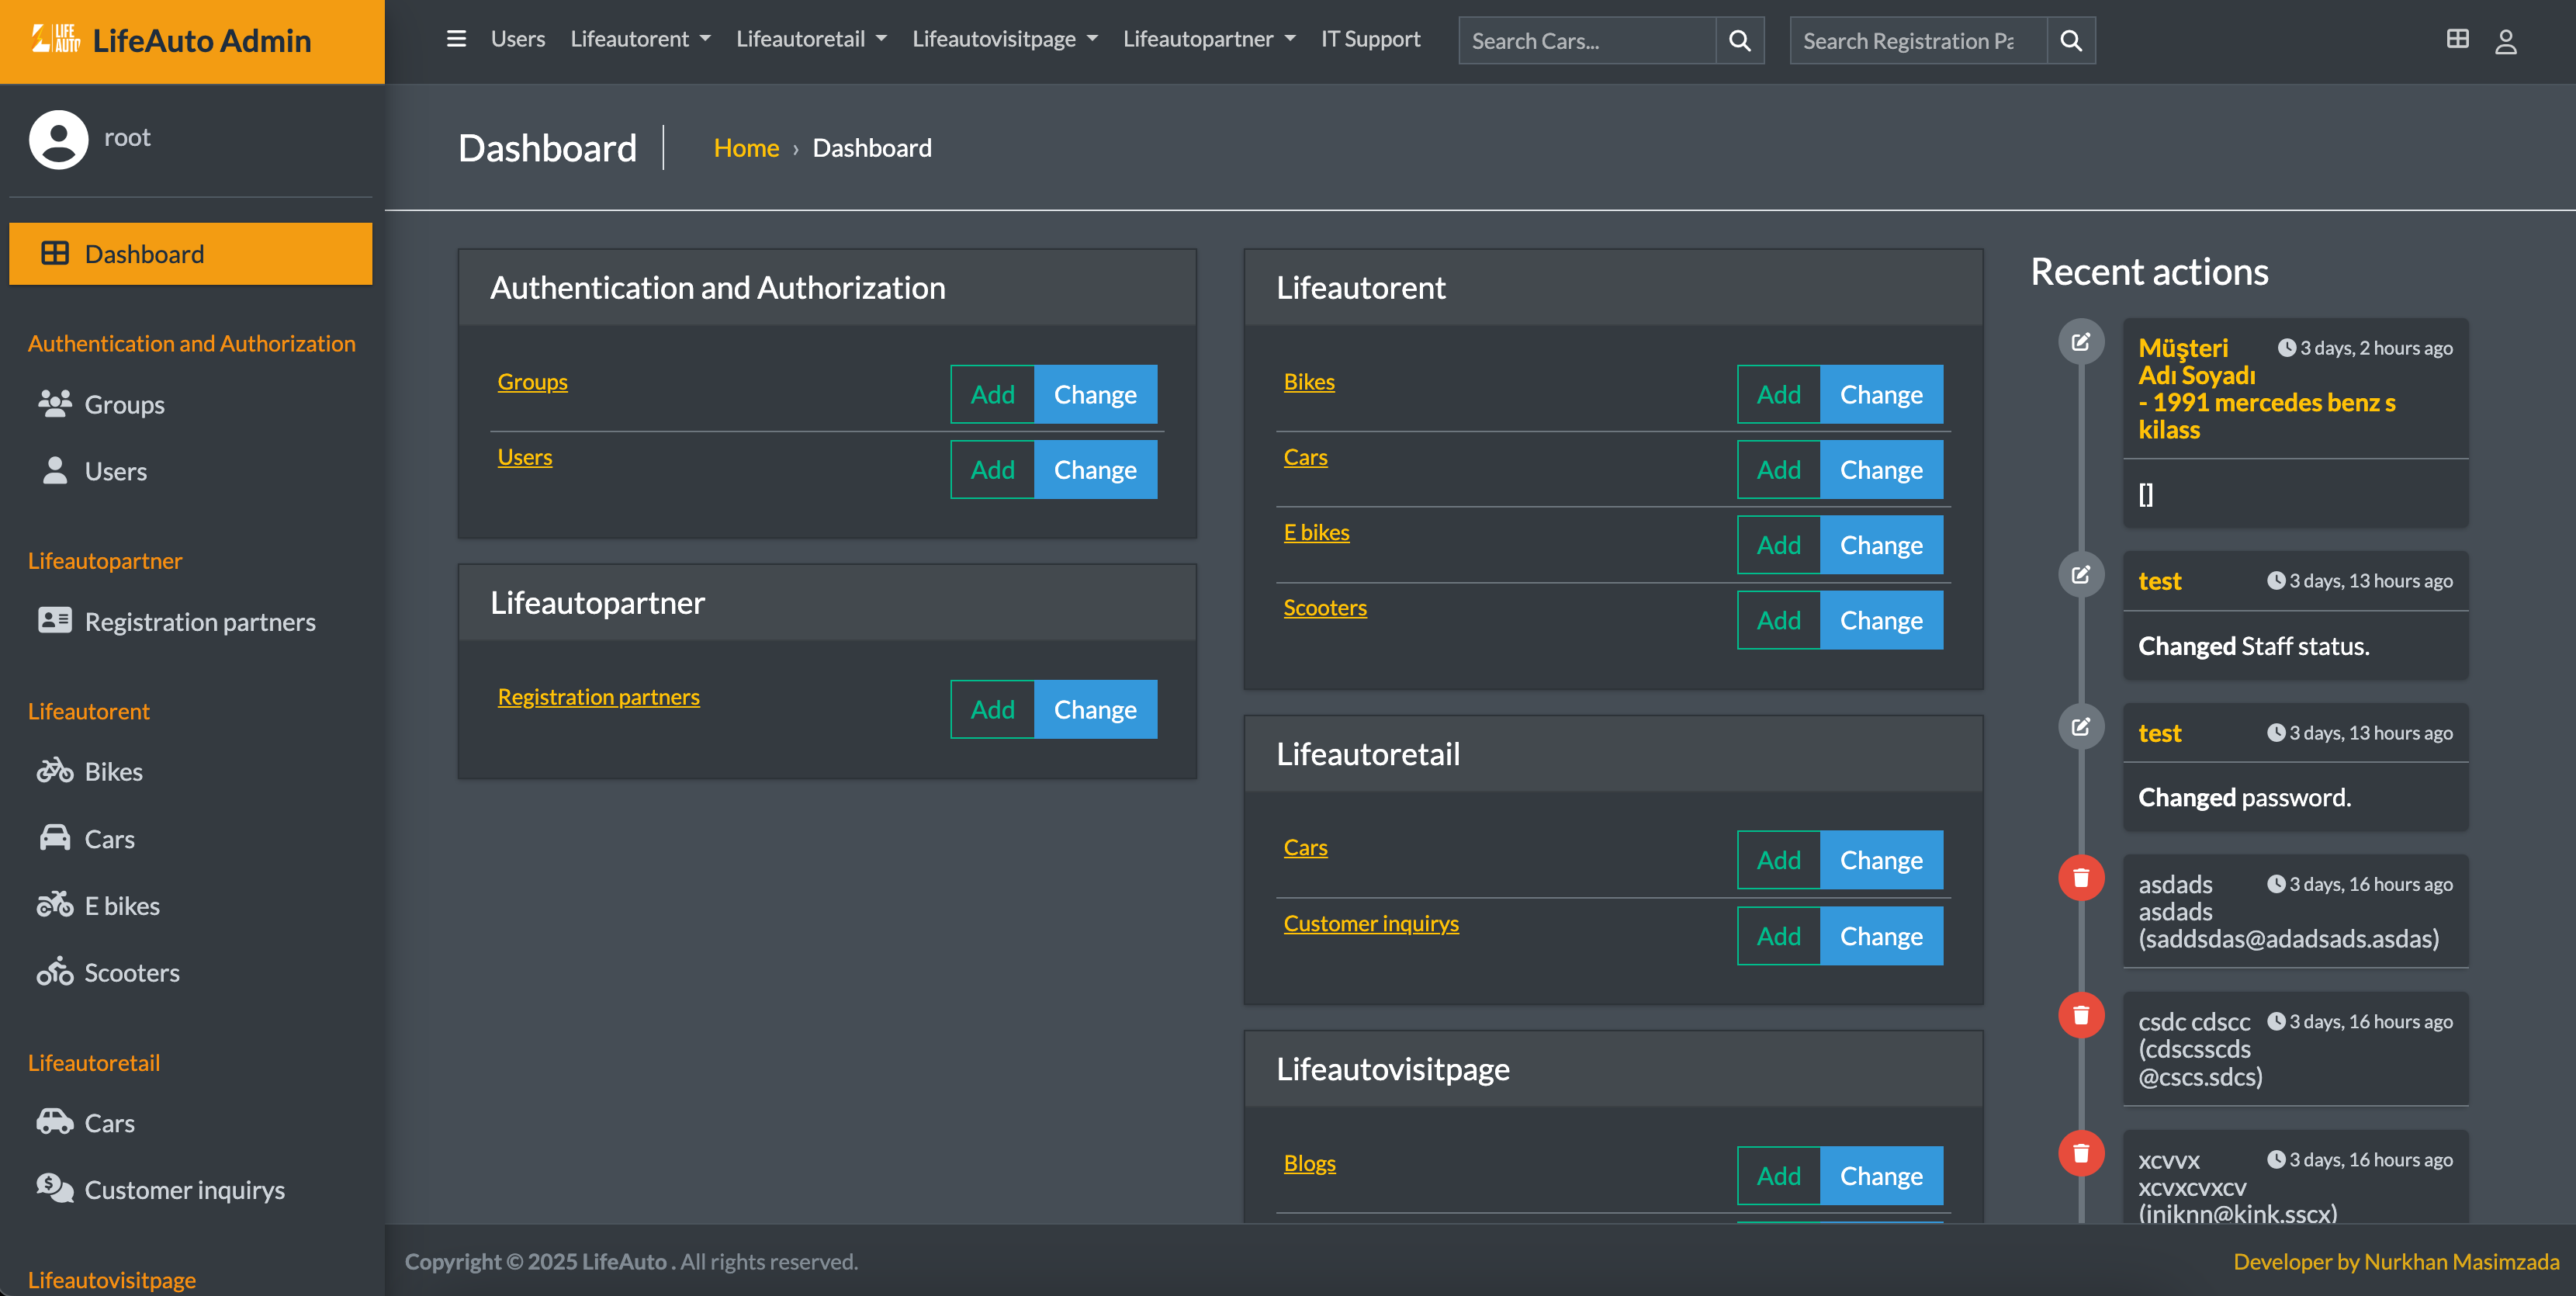 LIFE AUTO LifeAuto Admin
Users Lifeautorent Lifeautoretail Lifeautovisitpage Lifeautopartner IT Support Search Cars... Search Registration Pa
root
Dashboard
Authentication and Authorization
Groups
Users
Lifeautopartner
Registration partners
Lifeautorent
Bikes
Cars
E bikes
Scooters
Lifeautoretail
Cars
Customer inquirys
Lifeautovisitpage
Dashboard Home › Dashboard
Authentication and Authorization
Groups Add Change
Users Add Change
Lifeautopartner
Registration partners Add Change
Lifeautorent
Bikes Add Change
Cars Add Change
E bikes Add Change
Scooters Add Change
Lifeautoretail
Cars Add Change
Customer inquirys Add Change
Lifeautovisitpage
Blogs Add Change
Recent actions
Müşteri 3 days, 2 hours ago
Adı Soyadı
- 1991 mercedes benz s
kilass
[]
test 3 days, 13 hours ago
Changed Staff status.
test 3 days, 13 hours ago
Changed password.
asdads 3 days, 16 hours ago
asdads
(saddsdas@adadsads.asdas)
csdc cdscc 3 days, 16 hours ago
(cdscsscds
@cscs.sdcs)
xcvvx 3 days, 16 hours ago
xcvxcvxcv
(iniknn@kink.sscx)
Copyright © 2025 LifeAuto . All rights reserved.
Developer by Nurkhan Masimzada